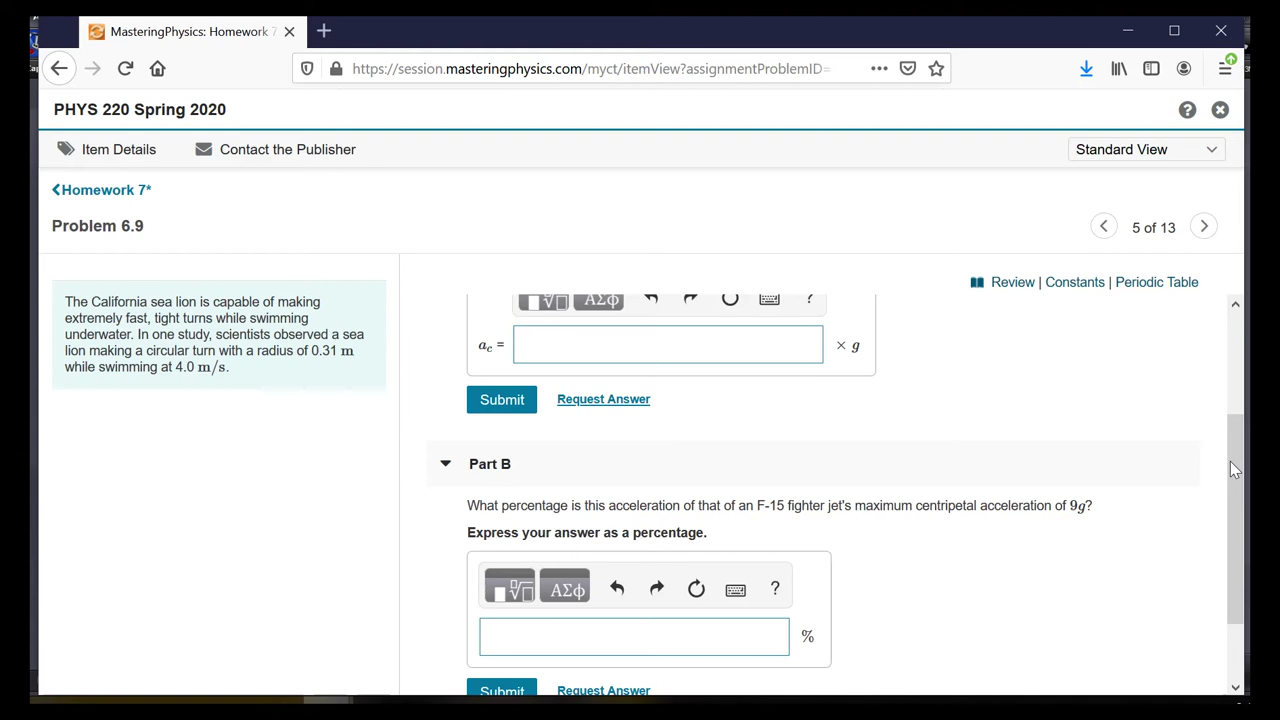 MasteringPhysics: Homework 7
https://session.masteringphysics.com/myct/itemView?assignmentProblemID=
PHYS 220 Spring 2020
Item Details
Contact the Publisher
Standard View
Homework 7*
Problem 6.9
5 of 13
The California sea lion is capable of making
extremely fast, tight turns while swimming
underwater. In one study, scientists observed a sea
lion making a circular turn with a radius of 0.31 m
while swimming at 4.0 m/s.
Review | Constants | Periodic Table
ΑΣφ
?
a_c =
× g
Submit
Request Answer
Part B
What percentage is this acceleration of that of an F-15 fighter jet's maximum centripetal acceleration of 9g?
Express your answer as a percentage.
ΑΣφ
?
%
Submit
Request Answer